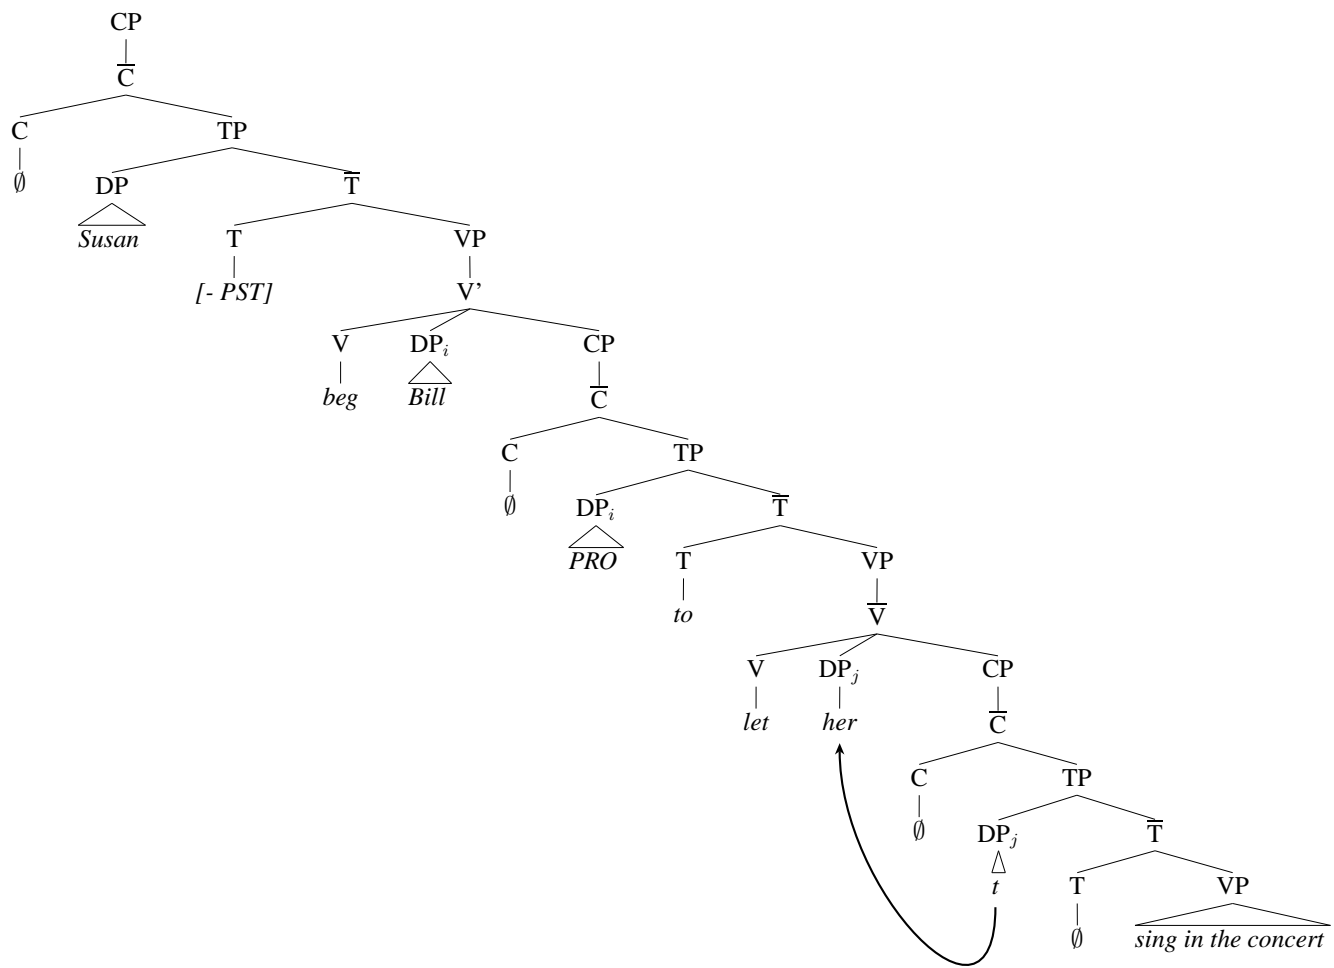 CP
C̅
C TP
∅ DP T̅
Susan T VP
[- PST] V’
V DPᵢ CP
beg Bill C̅
C TP
∅ DPᵢ T̅
PRO T VP
to V̅
V DPⱼ CP
let her C̅
C TP
∅ DPⱼ T̅
t T VP
∅ sing in the concert